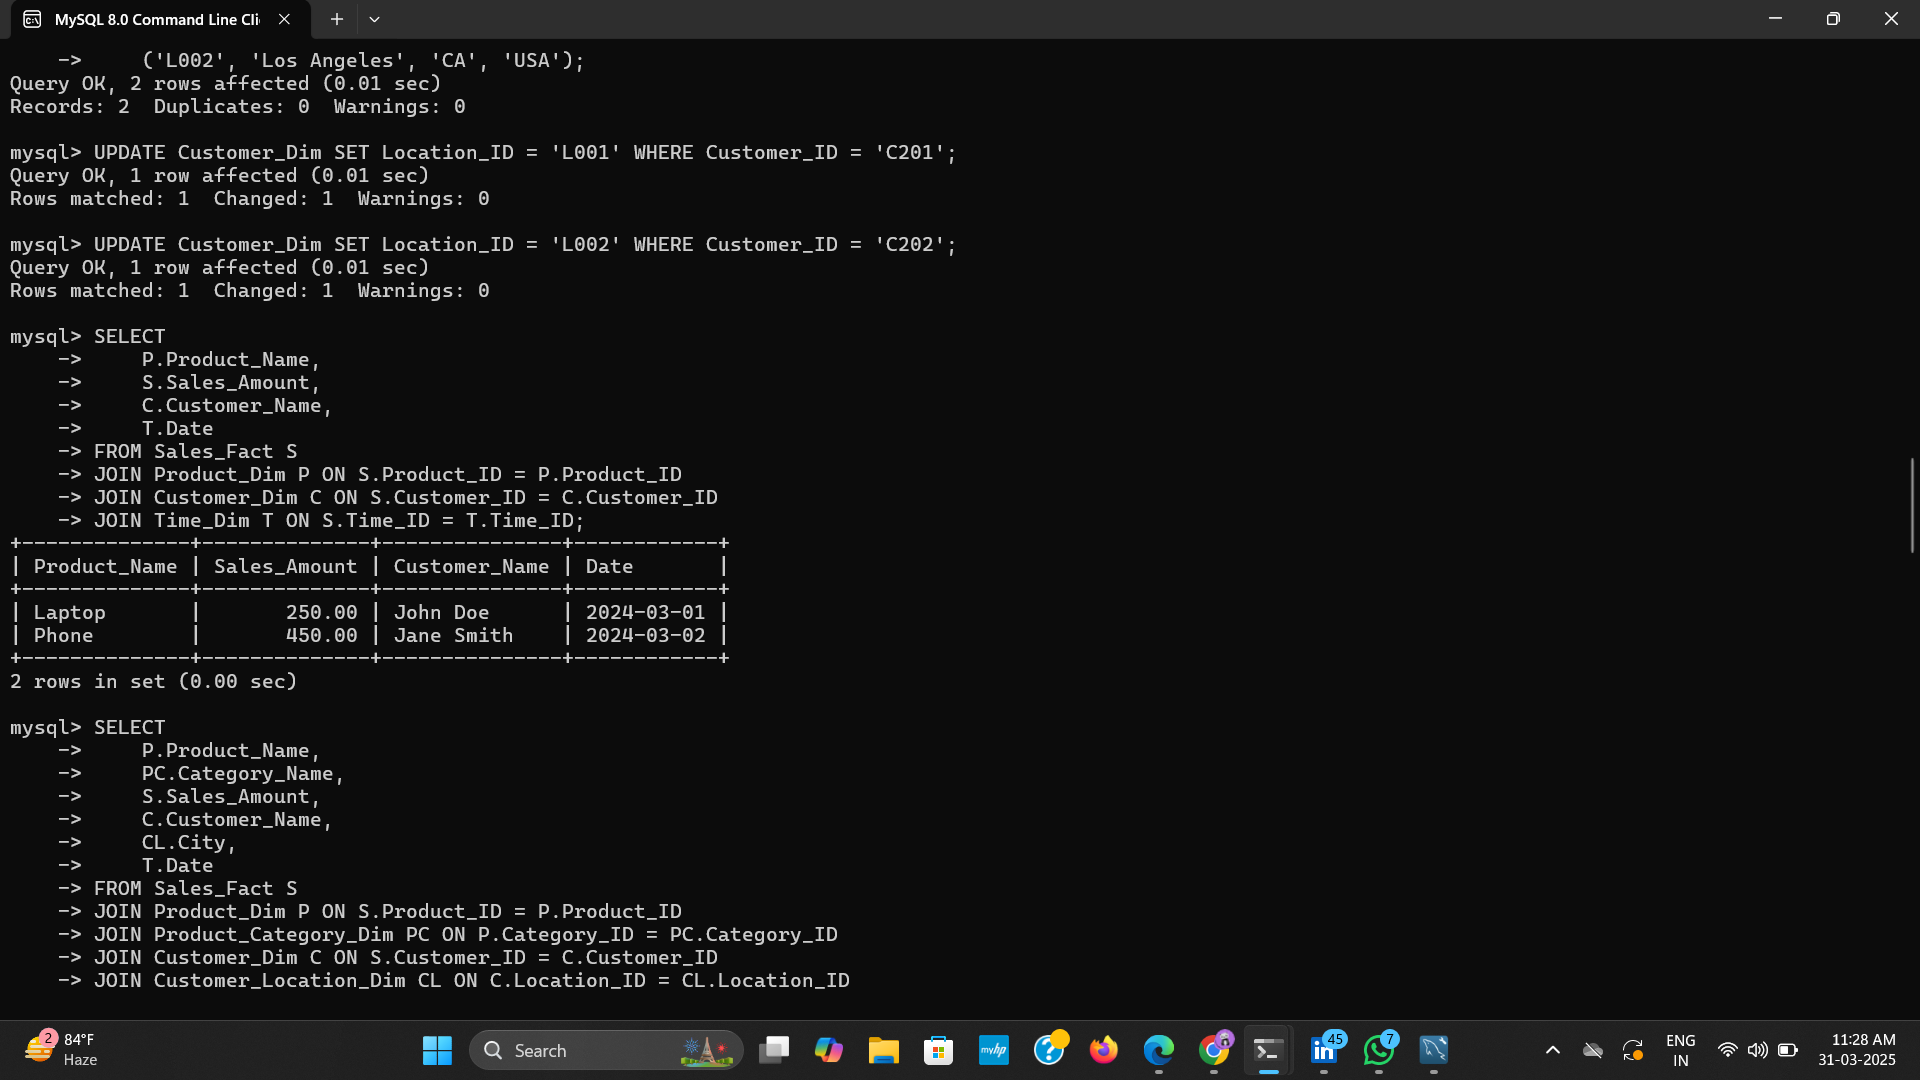 MySQL 8.0 Command Line Cli
    ->     ('L002', 'Los Angeles', 'CA', 'USA');
Query OK, 2 rows affected (0.01 sec)
Records: 2  Duplicates: 0  Warnings: 0
mysql> UPDATE Customer_Dim SET Location_ID = 'L001' WHERE Customer_ID = 'C201';
Query OK, 1 row affected (0.01 sec)
Rows matched: 1  Changed: 1  Warnings: 0
mysql> UPDATE Customer_Dim SET Location_ID = 'L002' WHERE Customer_ID = 'C202';
Query OK, 1 row affected (0.01 sec)
Rows matched: 1  Changed: 1  Warnings: 0
mysql> SELECT
    ->     P.Product_Name,
    ->     S.Sales_Amount,
    ->     C.Customer_Name,
    ->     T.Date
    -> FROM Sales_Fact S
    -> JOIN Product_Dim P ON S.Product_ID = P.Product_ID
    -> JOIN Customer_Dim C ON S.Customer_ID = C.Customer_ID
    -> JOIN Time_Dim T ON S.Time_ID = T.Time_ID;
+--------------+--------------+---------------+------------+
| Product_Name | Sales_Amount | Customer_Name | Date       |
+--------------+--------------+---------------+------------+
| Laptop       |       250.00 | John Doe      | 2024-03-01 |
| Phone        |       450.00 | Jane Smith    | 2024-03-02 |
+--------------+--------------+---------------+------------+
2 rows in set (0.00 sec)
mysql> SELECT
    ->     P.Product_Name,
    ->     PC.Category_Name,
    ->     S.Sales_Amount,
    ->     C.Customer_Name,
    ->     CL.City,
    ->     T.Date
    -> FROM Sales_Fact S
    -> JOIN Product_Dim P ON S.Product_ID = P.Product_ID
    -> JOIN Product_Category_Dim PC ON P.Category_ID = PC.Category_ID
    -> JOIN Customer_Dim C ON S.Customer_ID = C.Customer_ID
    -> JOIN Customer_Location_Dim CL ON C.Location_ID = CL.Location_ID
2
84°F
Haze
Search
myhp
45
7
ENG
IN
11:28 AM
31-03-2025